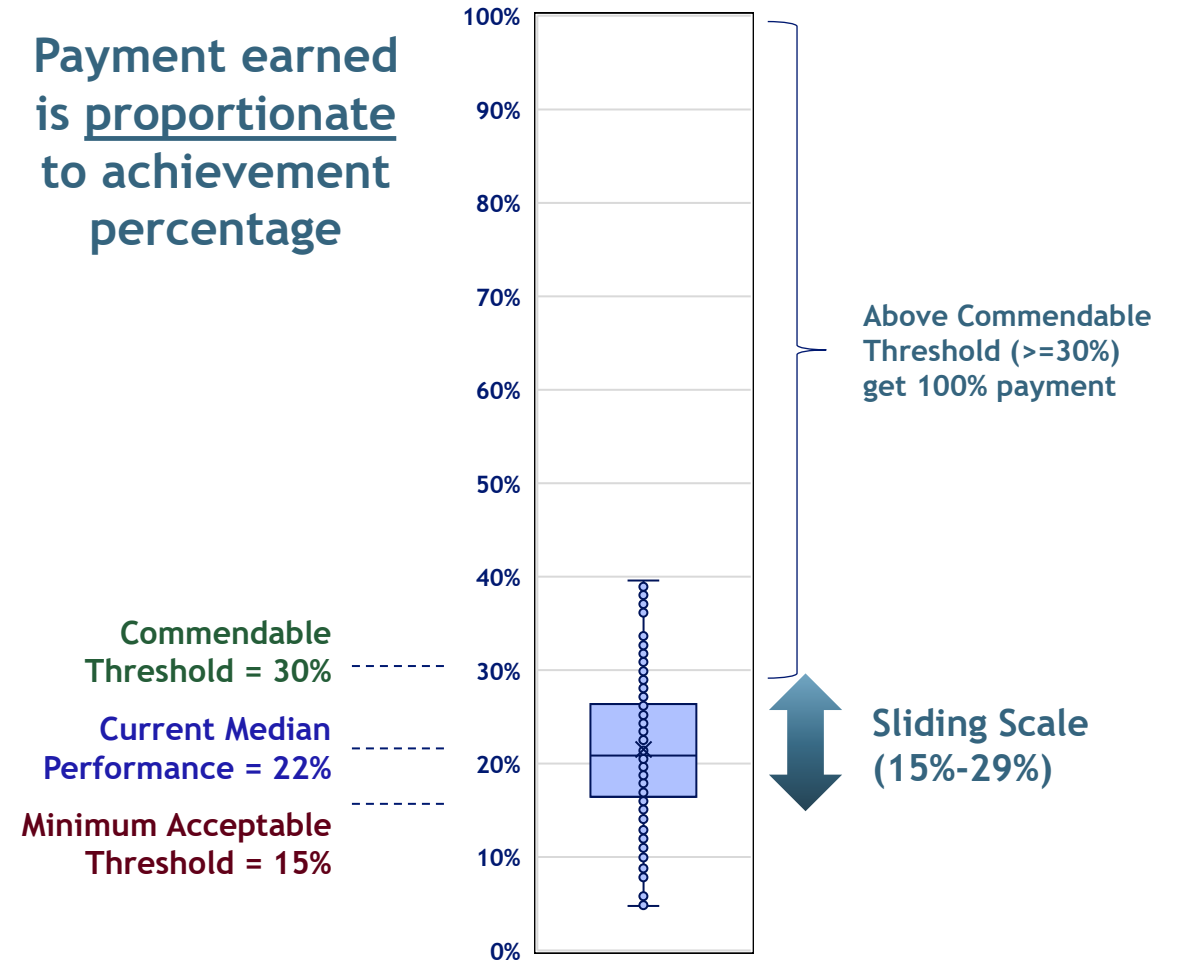 Payment earned
is proportionate
to achievement
percentage
100%
90%
80%
70%
60%
50%
40%
30%
20%
10%
0%
Commendable
Threshold = 30%
Current Median
Performance = 22%
Minimum Acceptable
Threshold = 15%
Above Commendable
Threshold (>=30%)
get 100% payment
Sliding Scale
(15%-29%)